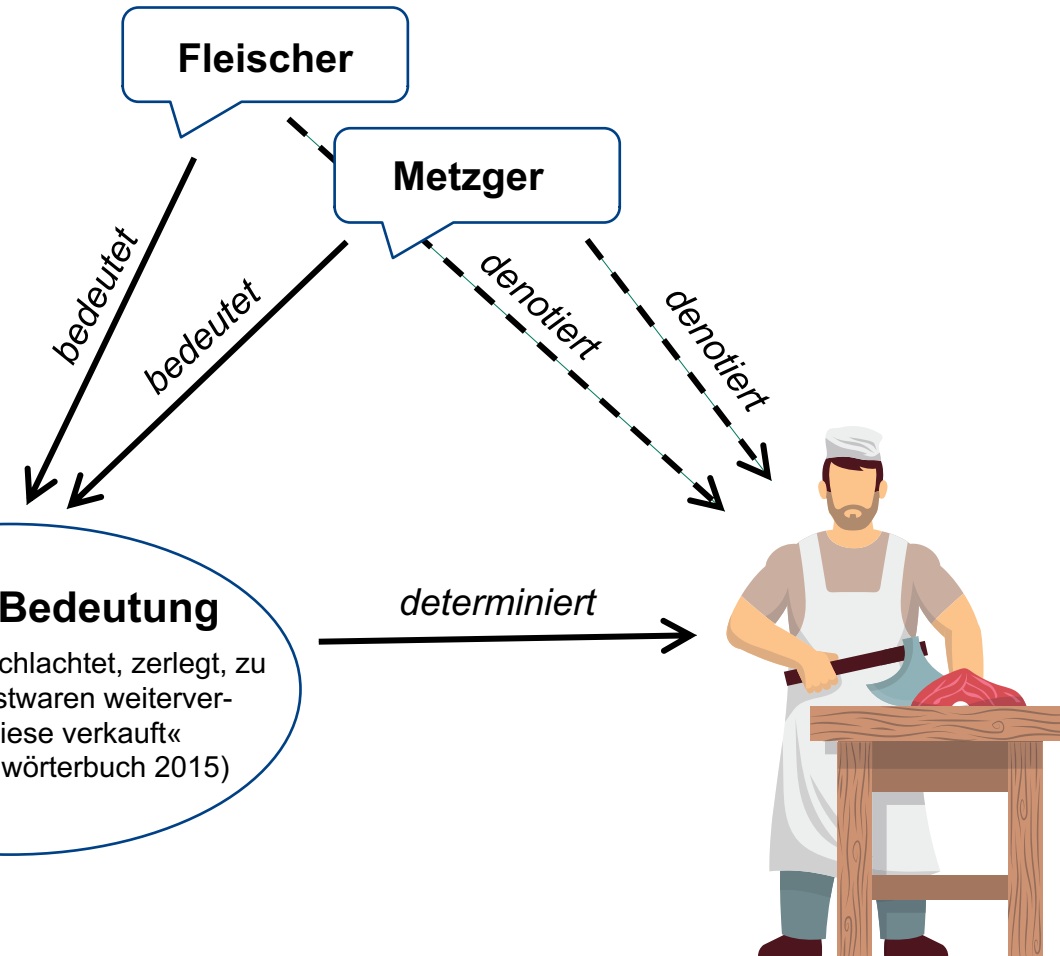 Fleischer
Metzger
bedeutet
bedeutet
denotiert
denotiert
Bedeutung
determiniert
chlachtet, zerlegt, zu
stwaren weiterver-
iese verkauft«
wörterbuch 2015)